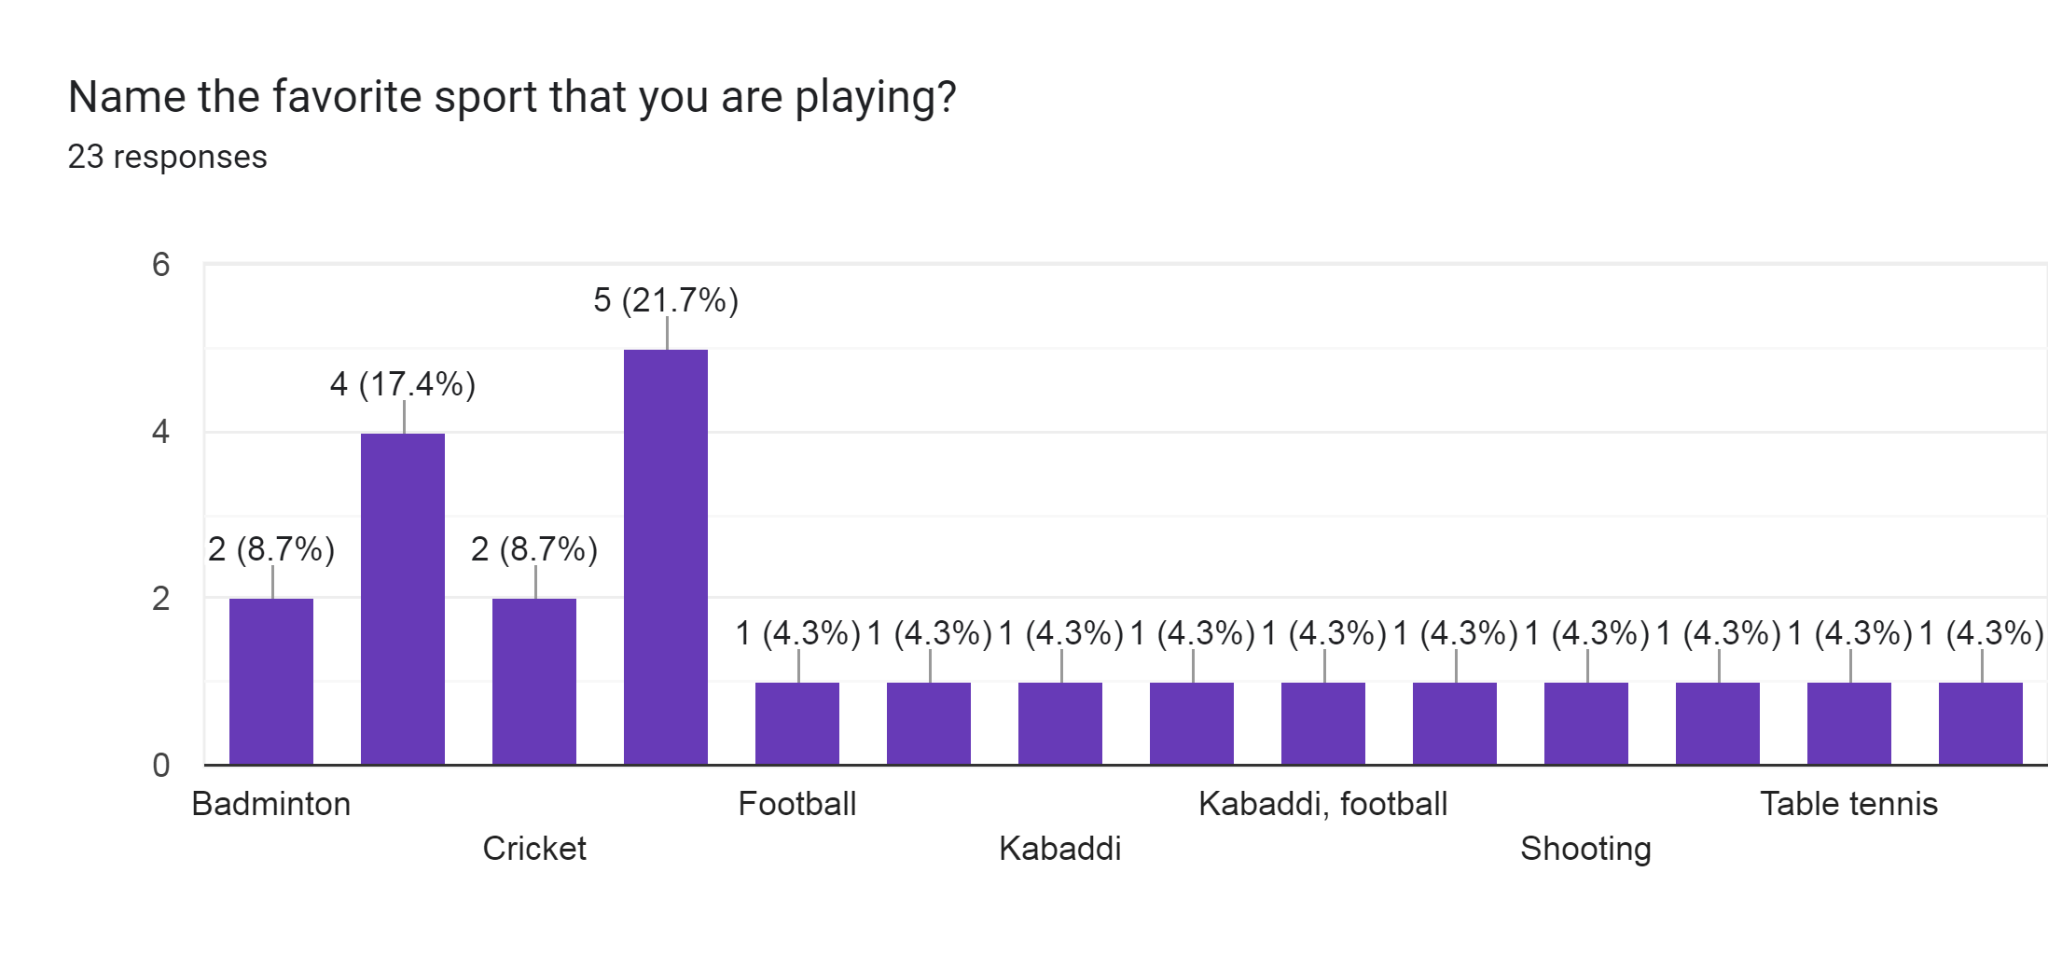 Name the favorite sport that you are playing?
23 responses
6
4
2
0
2 (8.7%)
4 (17.4%)
2 (8.7%)
5 (21.7%)
1 (4.3%)
1 (4.3%)
1 (4.3%)
1 (4.3%)
1 (4.3%)
1 (4.3%)
1 (4.3%)
1 (4.3%)
1 (4.3%)
1 (4.3%)
Badminton
Cricket
Football
Kabaddi
Kabaddi, football
Shooting
Table tennis